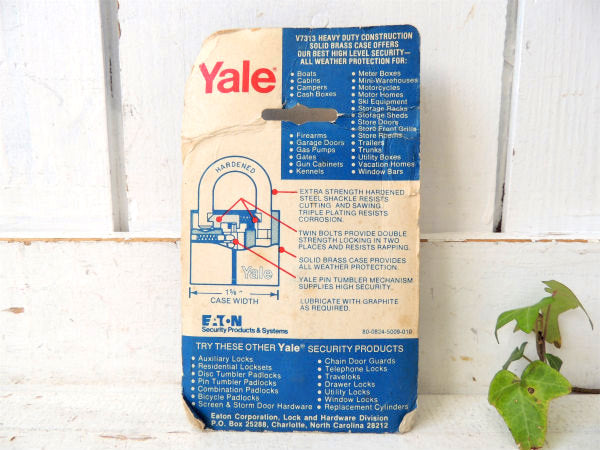 Yale®
V7313 HEAVY DUTY CONSTRUCTION
SOLID BRASS CASE OFFERS
OUR BEST HIGH LEVEL SECURITY—
ALL WEATHER PROTECTION FOR:
• Boats
• Cabins
• Campers
• Cash Boxes
• Firearms
• Garage Doors
• Gas Pumps
• Gates
• Gun Cabinets
• Kennels
• Meter Boxes
• Mini-Warehouses
• Motorcycles
• Motor Homes
• Ski Equipment
• Storage Racks
• Storage Sheds
• Store Doors
• Store Front Grills
• Store Rooms
• Trailers
• Trunks
• Utility Boxes
• Vacation Homes
• Window Bars
HARDENED
Yale
CASE WIDTH
EXTRA STRENGTH HARDENED
STEEL SHACKLE RESISTS
CUTTING AND SAWING
TRIPLE PLATING RESISTS
CORROSION.
TWIN BOLTS PROVIDE DOUBLE
STRENGTH LOCKING IN TWO
PLACES AND RESISTS RAPPING.
SOLID BRASS CASE PROVIDES
ALL WEATHER PROTECTION.
YALE PIN TUMBLER MECHANISM
SUPPLIES HIGH SECURITY.
LUBRICATE WITH GRAPHITE
AS REQUIRED.
EATON
Security Products & Systems
80-0824-5009-019
TRY THESE OTHER Yale® SECURITY PRODUCTS
• Auxiliary Locks
• Residential Locksets
• Disc Tumbler Padlocks
• Pin Tumbler Padlocks
• Combination Padlocks
• Bicycle Padlocks
• Screen & Storm Door Hardware
• Chain Door Guards
• Telephone Locks
• Traveloks
• Drawer Locks
• Utility Locks
• Window Locks
• Replacement Cylinders
Eaton Corporation, Lock and Hardware Division
P.O. Box 25288, Charlotte, North Carolina 28212